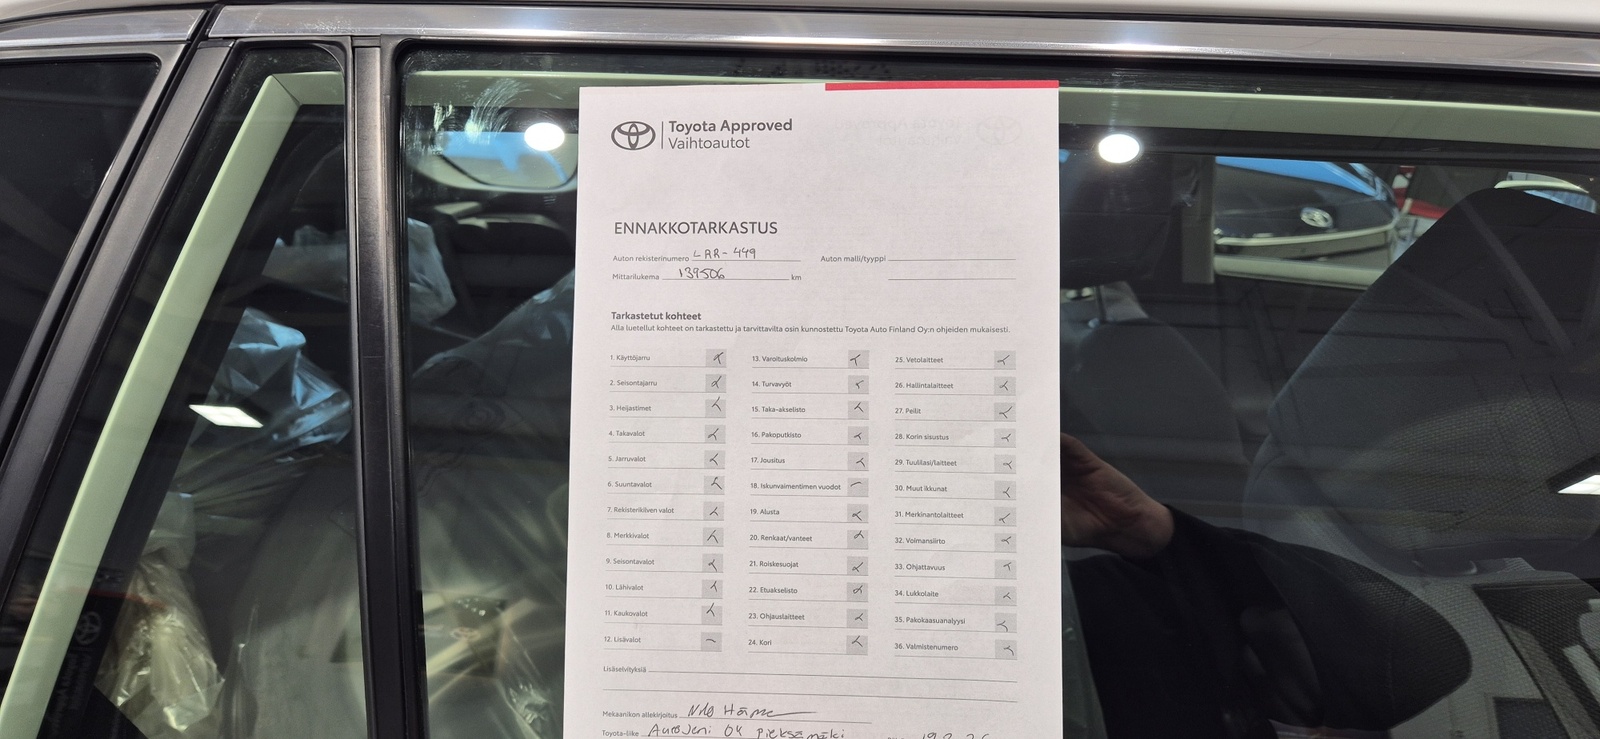 Toyota Approved
Vaihtoautot
ENNAKKOTARKASTUS
Auton rekisterinumero LAR-449 Auton malli/tyyppi
Mittarilukema 139506 km
Tarkastetut kohteet
Alla luetellut kohteet on tarkastettu ja tarvittavilta osin kunnostettu Toyota Auto Finland Oy:n ohjeiden mukaisesti.
1. Käyttöjarru
2. Seisontajarru
3. Heijastimet
4. Takavalot
5. Jarruvalot
6. Suuntavalot
7. Rekisterikilven valot
8. Merkkivalot
9. Seisontavalot
10. Lähivalot
11. Kaukovalot
12. Lisävalot
13. Varoituskolmio
14. Turvavyöt
15. Taka-akselisto
16. Pakoputkisto
17. Jousitus
18. Iskunvaimentimen vuodot
19. Alusta
20. Renkaat/vanteet
21. Roiskesuojat
22. Etuakselisto
23. Ohjauslaitteet
24. Kori
25. Vetolaitteet
26. Hallintalaitteet
27. Peilit
28. Korin sisustus
29. Tuulilasi/laitteet
30. Muut ikkunat
31. Merkinantolaitteet
32. Voimansiirto
33. Ohjattavuus
34. Lukkolaite
35. Pakokaasuanalyysi
36. Valmistenumero
Lisäselvityksiä
Mekaanikon allekirjoitus
Toyota-liike AutoJeni OY Pieksämäki